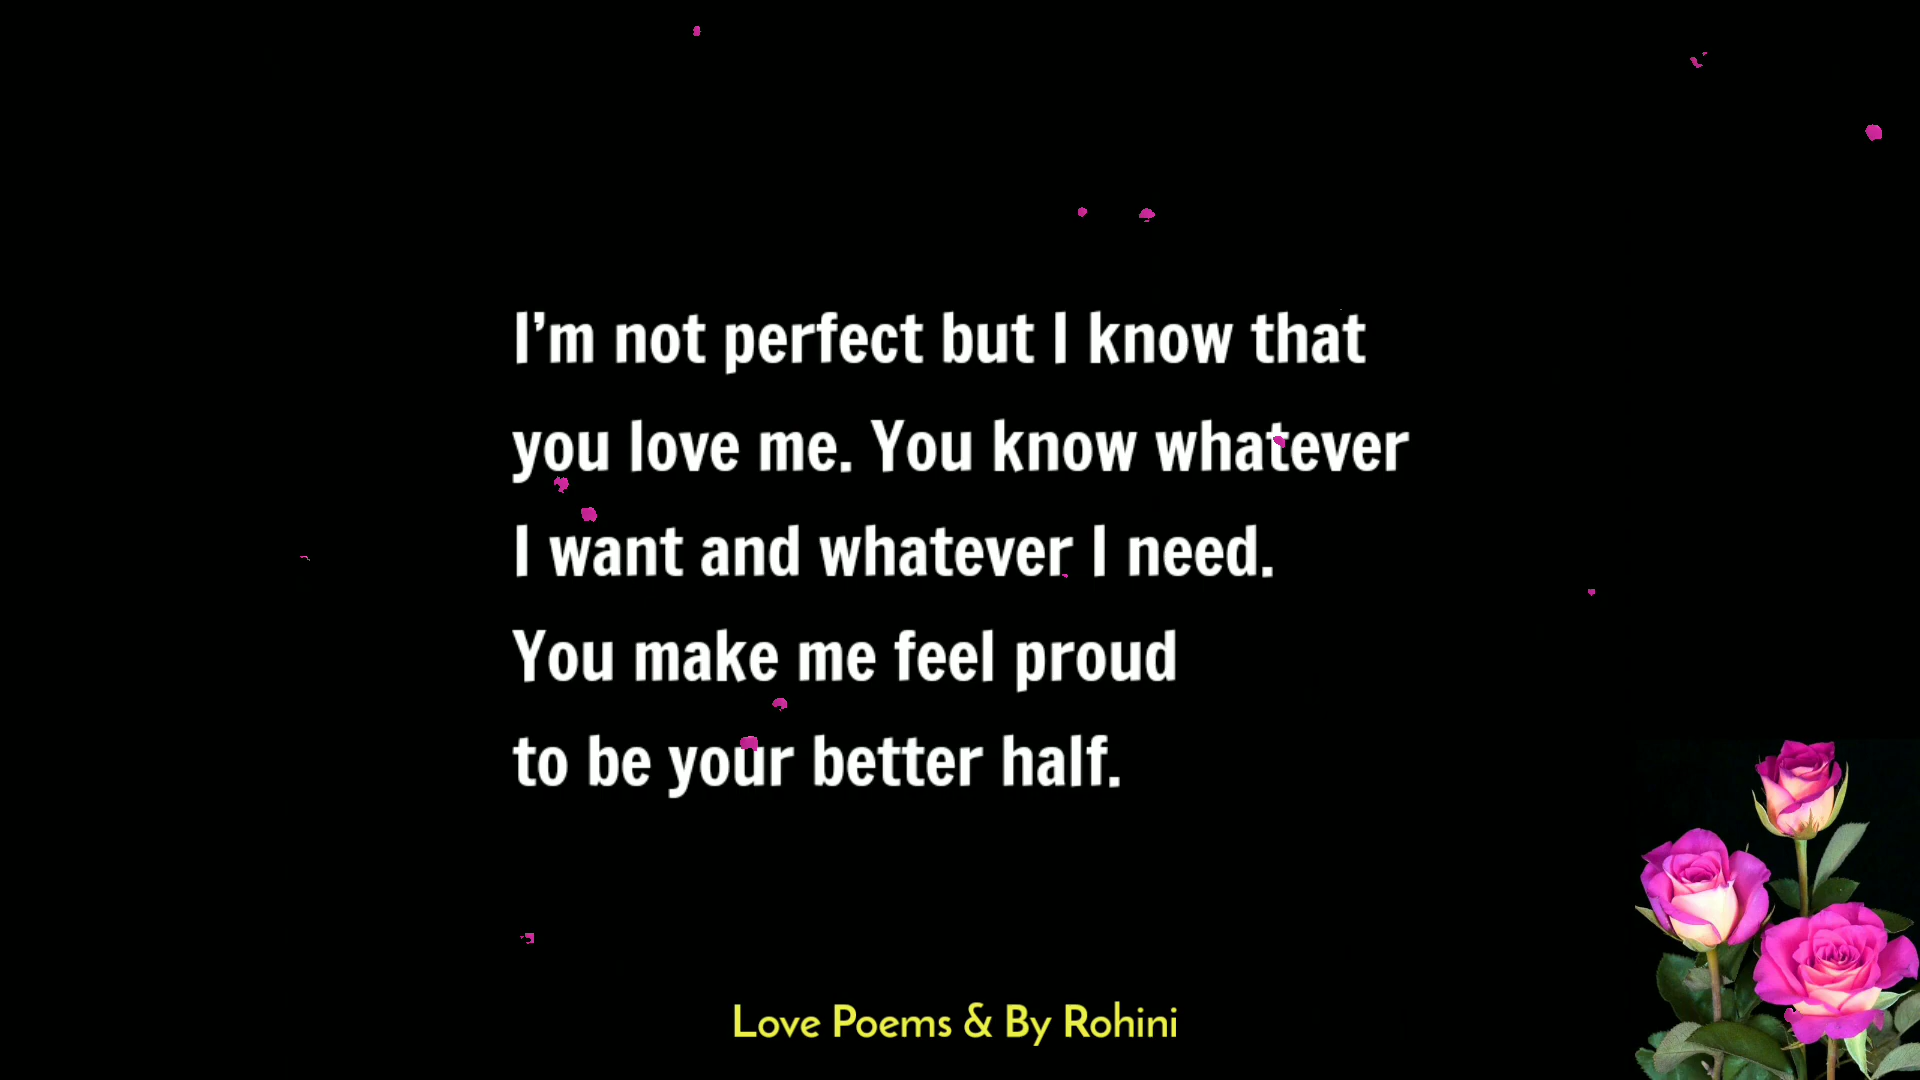 I’m not perfect but I know that
you love me. You know whatever
I want and whatever I need.
You make me feel proud
to be your better half.
Love Poems & By Rohini